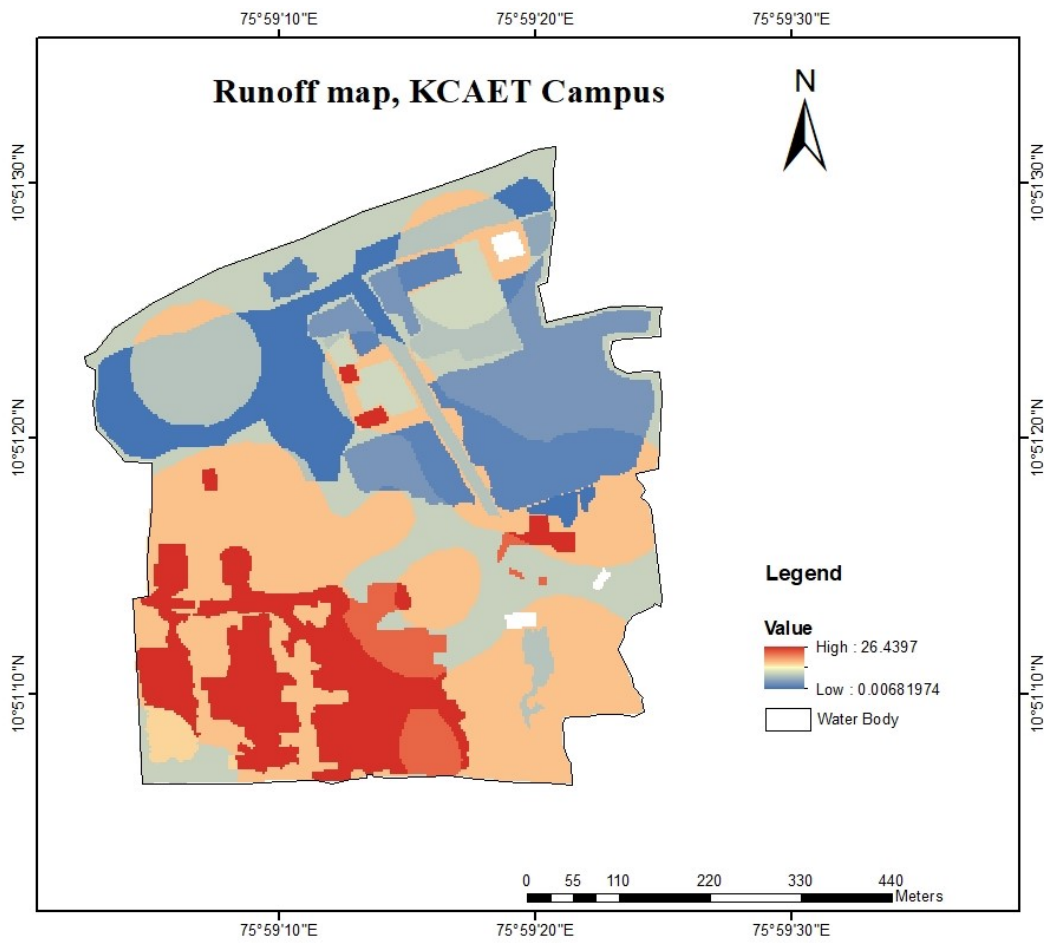 75°59'10"E 75°59'20"E 75°59'30"E
Runoff map, KCAET Campus
N
10°51'30"N 10°51'30"N
10°51'20"N 10°51'20"N
Legend
Value
High : 26.4397
Low : 0.00681974
10°51'10"N 10°51'10"N
Water Body
0 55 110 220 330 440
Meters
75°59'10"E 75°59'20"E 75°59'30"E